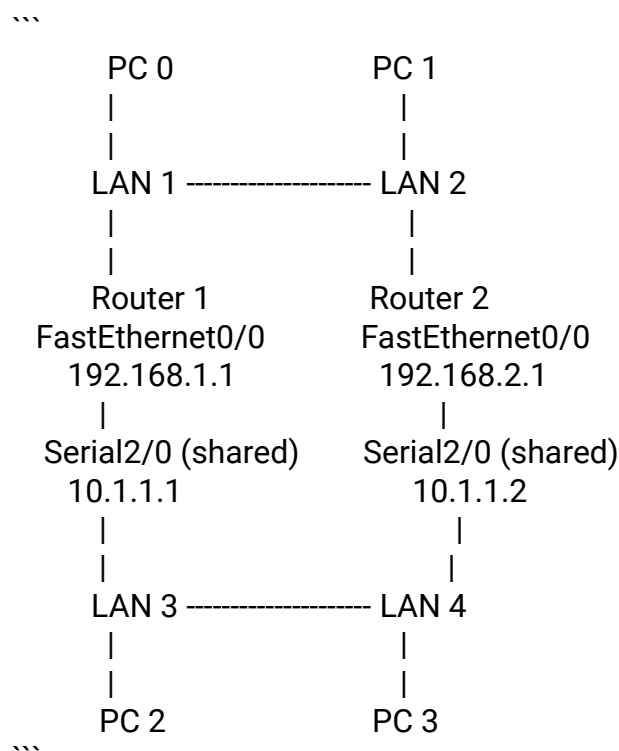 ```
PC 0 PC 1
| |
| |
LAN 1 --------------------- LAN 2
| |
| |
Router 1 Router 2
FastEthernet0/0 FastEthernet0/0
192.168.1.1 192.168.2.1
| |
Serial2/0 (shared) Serial2/0 (shared)
10.1.1.1 10.1.1.2
| |
| |
LAN 3 --------------------- LAN 4
| |
| |
PC 2 PC 3
```